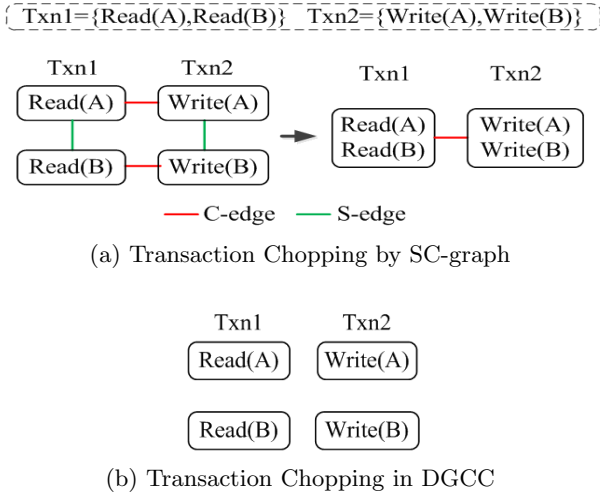 Txn1={Read(A),Read(B)} Txn2={Write(A),Write(B)}
Txn1 Txn2
Read(A) Write(A)
Read(B) Write(B)
Txn1 Txn2
Read(A) Write(A)
Read(B) Write(B)
C-edge S-edge
(a) Transaction Chopping by SC-graph
Txn1 Txn2
Read(A) Write(A)
Read(B) Write(B)
(b) Transaction Chopping in DGCC